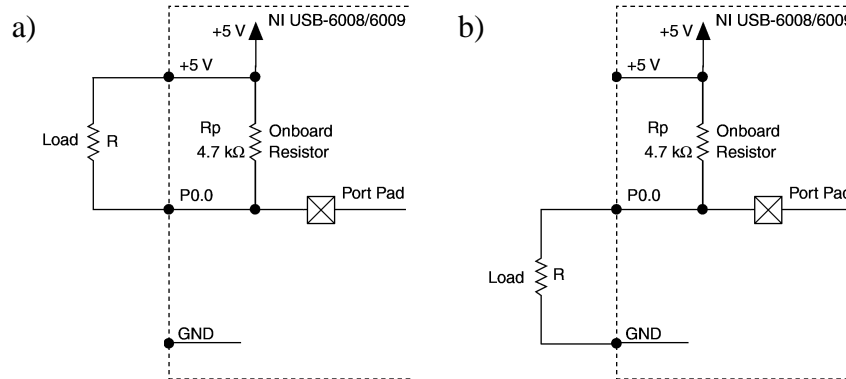 a)
NI USB-6008/6009
+5 V
+5 V
Load
R
Rp
4.7 kΩ
Onboard
Resistor
P0.0
Port Pad
GND
b)
NI USB-6008/6009
+5 V
+5 V
Rp
4.7 kΩ
Onboard
Resistor
P0.0
Port Pad
Load
R
GND